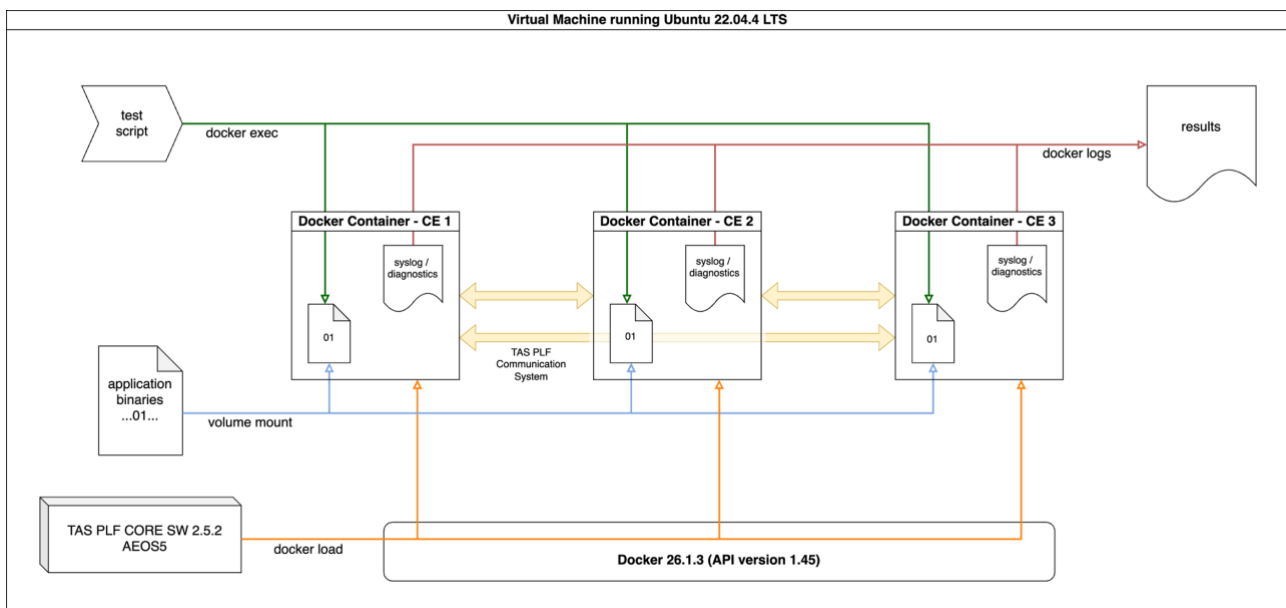 Virtual Machine running Ubuntu 22.04.4 LTS
test
script
docker exec
results
docker logs
Docker Container - CE 1
Docker Container - CE 2
Docker Container - CE 3
syslog /
diagnostics
syslog /
diagnostics
syslog /
diagnostics
01
01
01
TAS PLF
Communication
System
application
binaries
...01...
volume mount
TAS PLF CORE SW 2.5.2
AEOS5
docker load
Docker 26.1.3 (API version 1.45)